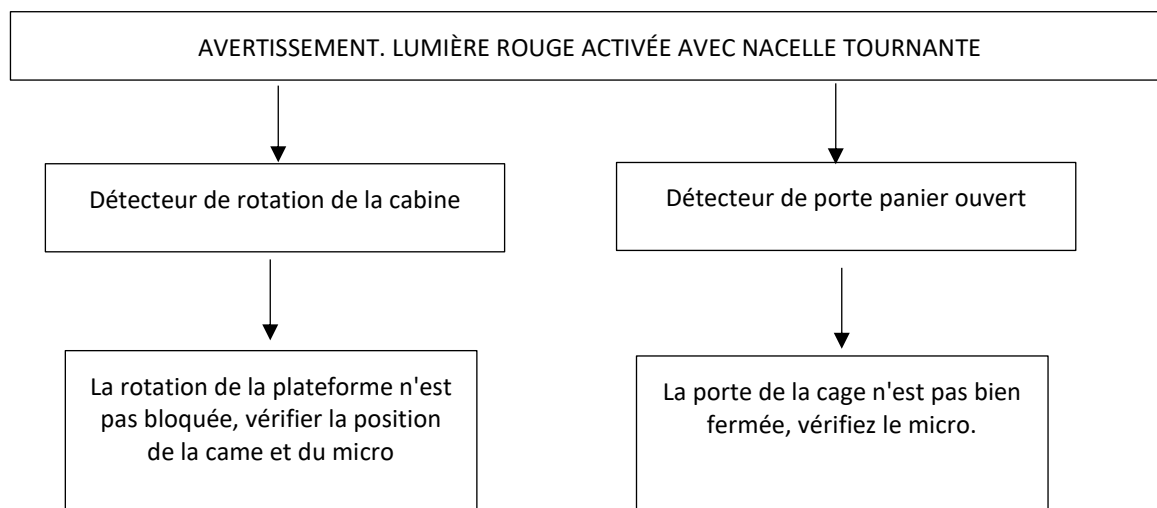 AVERTISSEMENT. LUMIÈRE ROUGE ACTIVÉE AVEC NACELLE TOURNANTE
Détecteur de rotation de la cabine
Détecteur de porte panier ouvert
La rotation de la plateforme n'est
pas bloquée, vérifier la position
de la came et du micro
La porte de la cage n'est pas bien
fermée, vérifiez le micro.